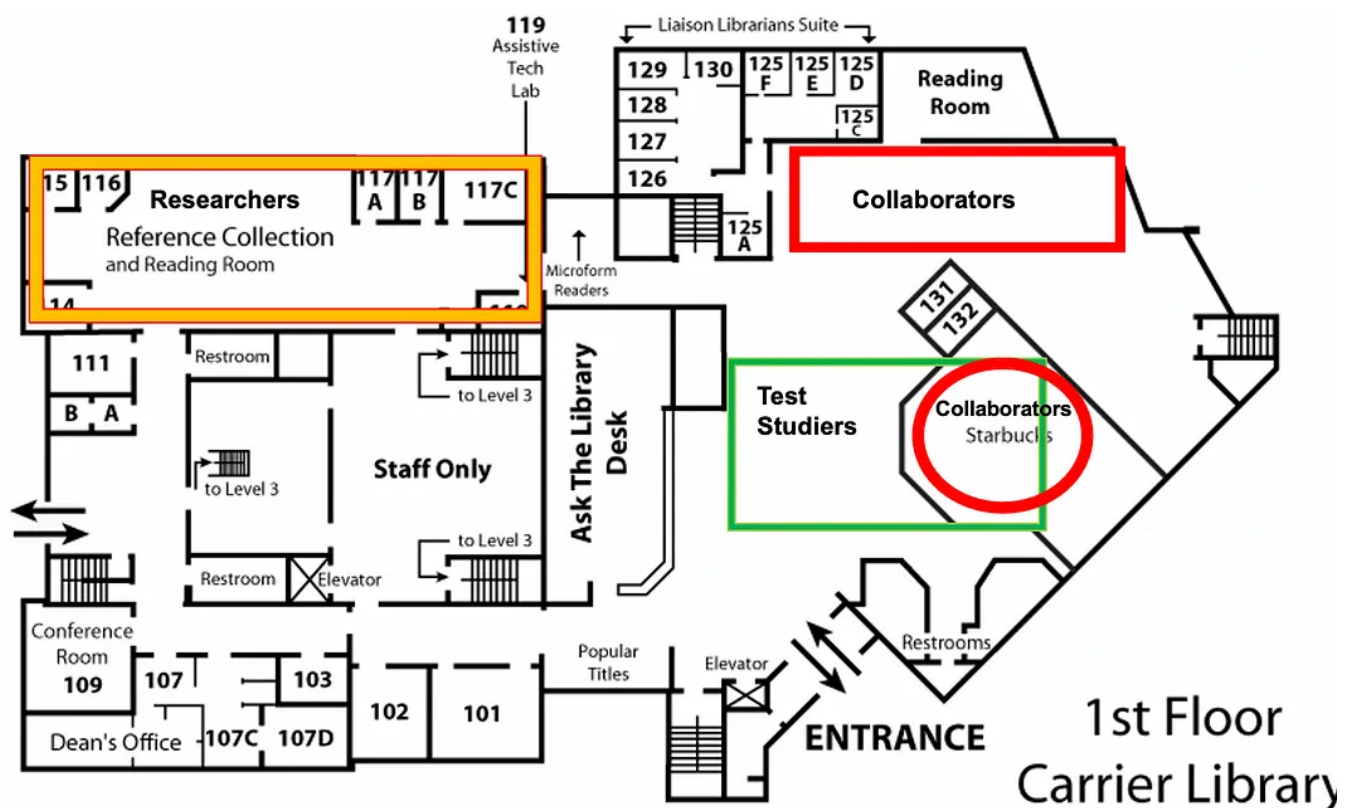 119
Assistive
Tech
Lab
Liaison Librarians Suite
129
130
125
F
125
E
125
D
125
C
128
127
126
125
A
Reading
Room
15
116
Researchers
117
A
117
B
117C
Reference Collection
and Reading Room
14
Microform
Readers
Collaborators
131
132
111
B
A
Restroom
to Level 3
to Level 3
Staff Only
to Level 3
Restroom
Elevator
Ask The Library
Desk
Test
Studiers
Collaborators
Starbucks
Conference
Room
109
107
103
Dean's Office
107C
107D
102
101
Popular
Titles
Elevator
Restrooms
ENTRANCE
1st Floor
Carrier Library